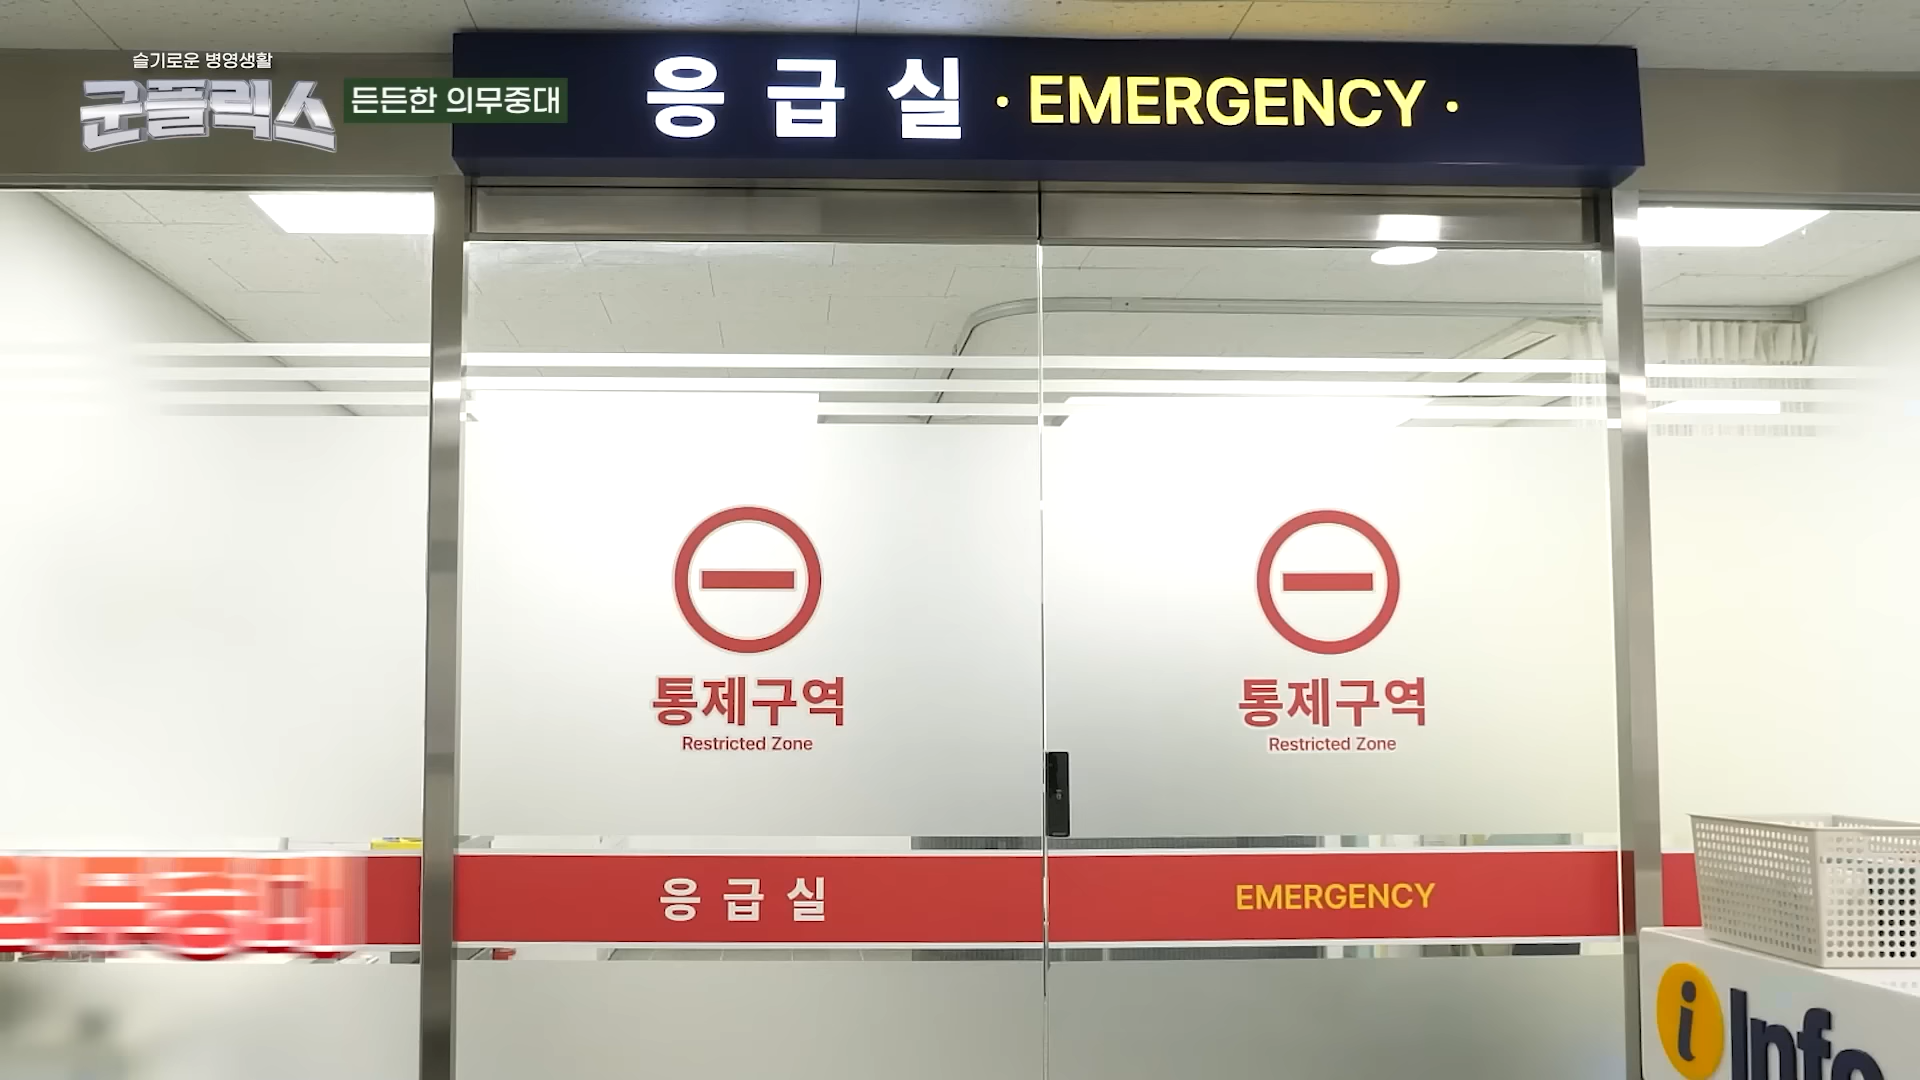 슬기로운 병영생활
군플릭스
든든한 의무중대
응급실 · EMERGENCY ·
통제구역
Restricted Zone
통제구역
Restricted Zone
응급실
EMERGENCY
i Info